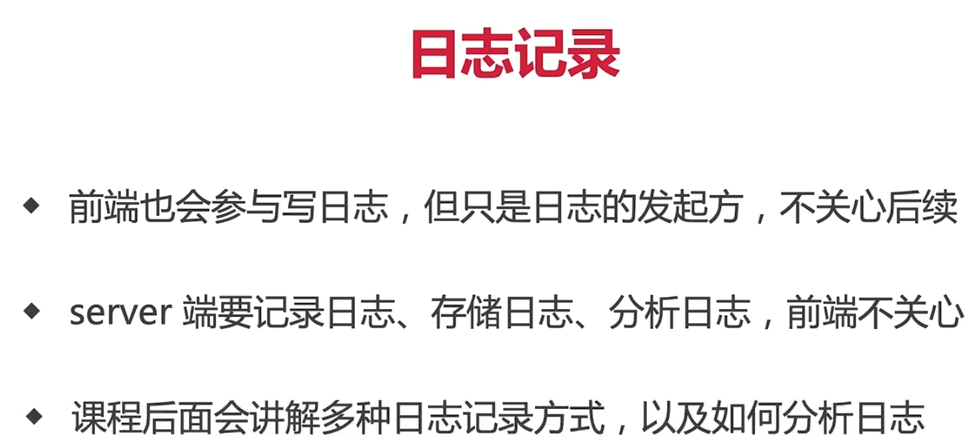 日志记录
◆ 前端也会参与写日志，但只是日志的发起方，不关心后续
◆ server 端要记录日志、存储日志、分析日志，前端不关心
◆ 课程后面会讲解多种日志记录方式，以及如何分析日志